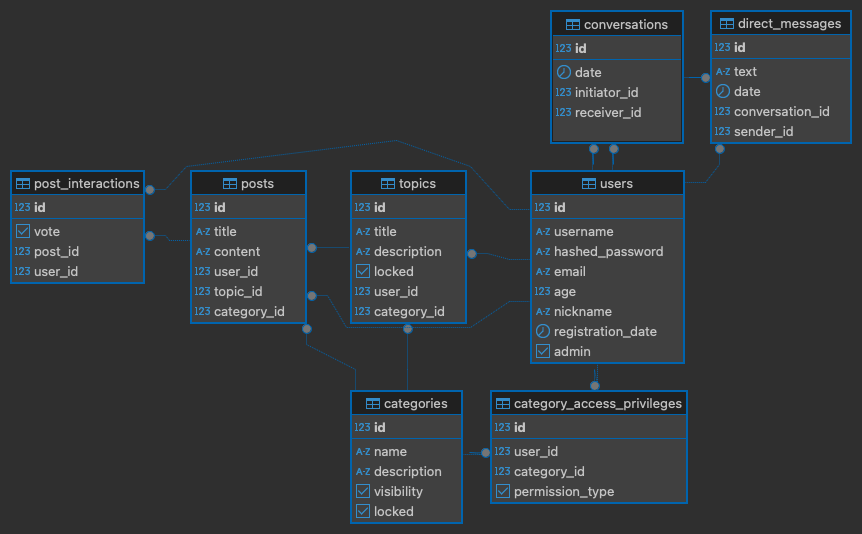 conversations
123 id
date
123 initiator_id
123 receiver_id
direct_messages
123 id
A-Z text
date
123 conversation_id
123 sender_id
post_interactions
123 id
vote
123 post_id
123 user_id
posts
123 id
A-Z title
A-Z content
123 user_id
123 topic_id
123 category_id
topics
123 id
A-Z title
A-Z description
locked
123 user_id
123 category_id
users
123 id
A-Z username
A-Z hashed_password
A-Z email
123 age
A-Z nickname
registration_date
admin
categories
123 id
A-Z name
A-Z description
visibility
locked
category_access_privileges
123 id
123 user_id
123 category_id
permission_type